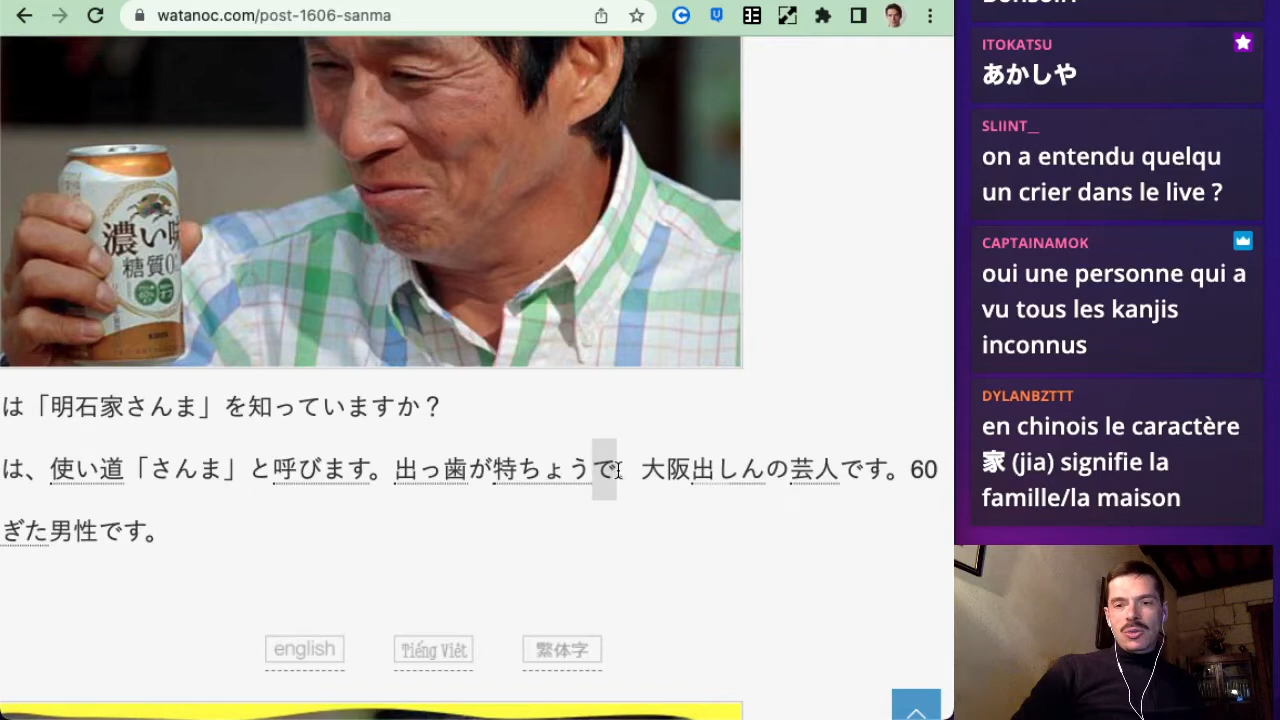 watanoc.com/post-1606-sanma
濃い味
糖質0
は「明石家さんま」を知っていますか？
は、使い道「さんま」と呼びます。出っ歯が特ちょうで 大阪出しんの芸人です。60
ぎた男性です。
english
Tiếng Việt
繁体字
Bonsoir!
ITOKATSU
あかしや
SLIINT__
on a entendu quelqu
un crier dans le live ?
CAPTAINAMOK
oui une personne qui a
vu tous les kanjis
inconnus
DYLANBZTTT
en chinois le caractère
家 (jia) signifie la
famille/la maison